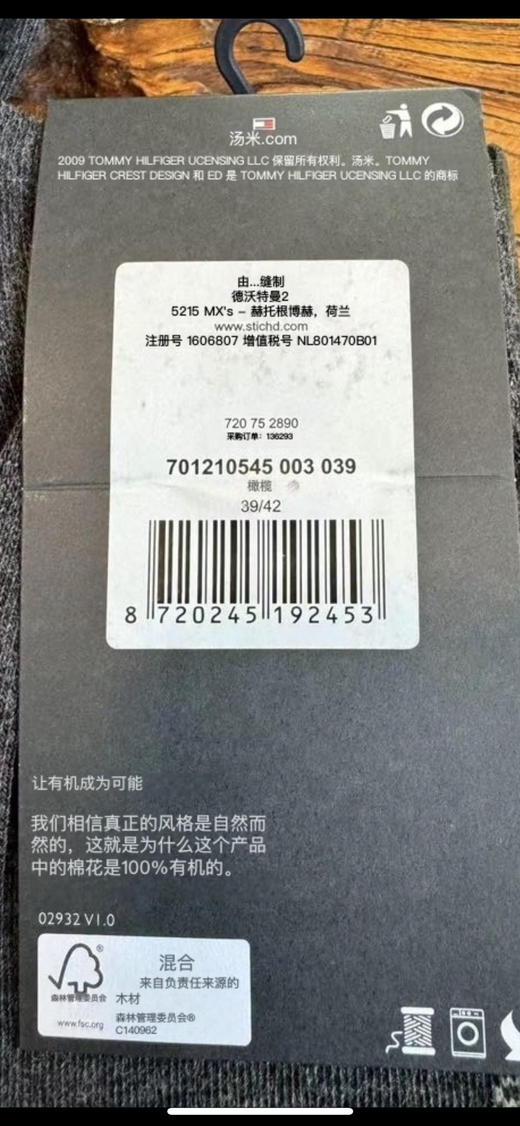 汤米.com
2009 TOMMY HILFIGER UCENSING LLC 保留所有权利。汤米。TOMMY
HILFIGER CREST DESIGN 和 ED 是 TOMMY HILFIGER UCENSING LLC 的商标
由...缝制
德沃特曼2
5215 MX's – 赫托根博赫，荷兰
www.stichd.com
注册号 1606807 增值税号 NL801470B01
720 75 2890
采购订单：136293
701210545 003 039
橄榄
39/42
8 720245 192453
让有机成为可能
我们相信真正的风格是自然而
然的，这就是为什么这个产品
中的棉花是100%有机的。
02932 V1.0
®
混合
来自负责任来源的
木材
森林管理委员会
www.fsc.org
森林管理委员会®
C140962